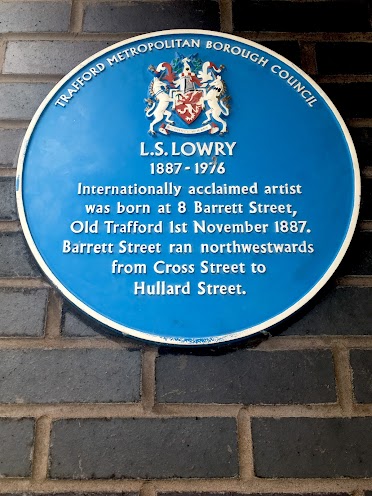 TRAFFORD METROPOLITAN BOROUGH COUNCIL
L.S. LOWRY
1887 - 1976
Internationally acclaimed artist
was born at 8 Barrett Street,
Old Trafford 1st November 1887.
Barrett Street ran northwestwards
from Cross Street to
Hullard Street.